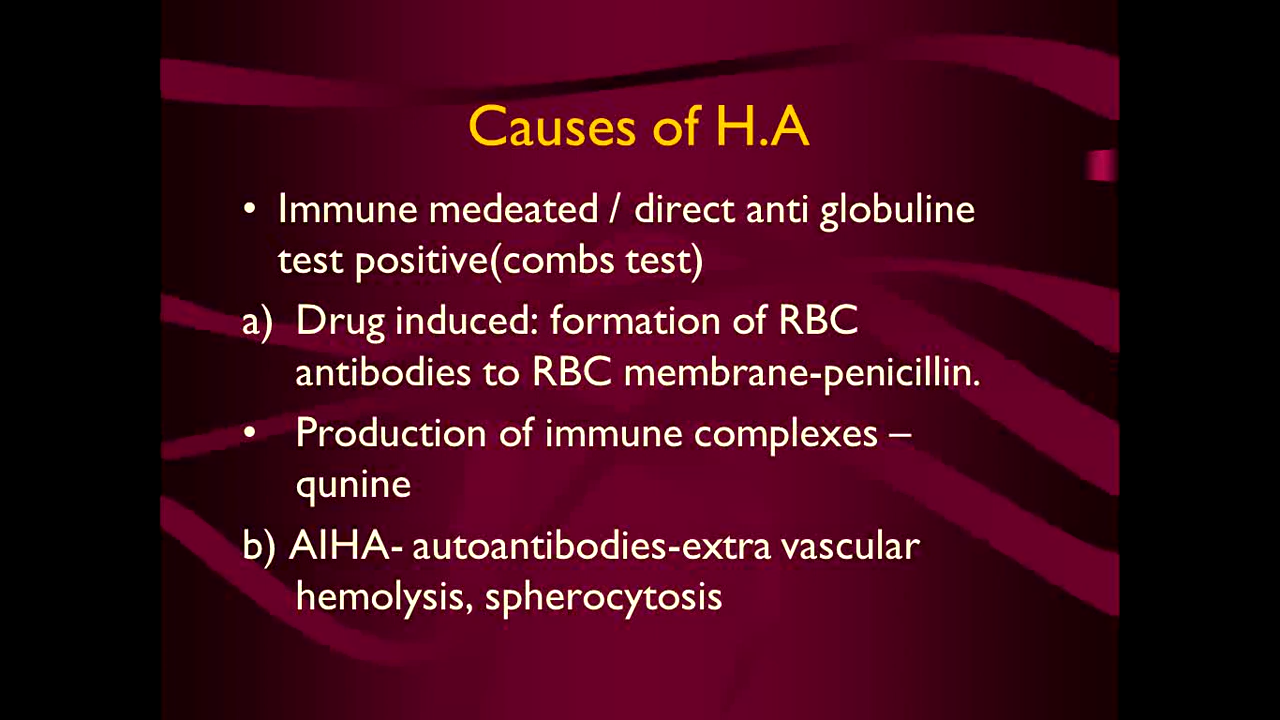 Causes of H.A
• Immune medeated / direct anti globuline
test positive(combs test)
a) Drug induced: formation of RBC
antibodies to RBC membrane-penicillin.
• Production of immune complexes –
qunine
b) AIHA- autoantibodies-extra vascular
hemolysis, spherocytosis